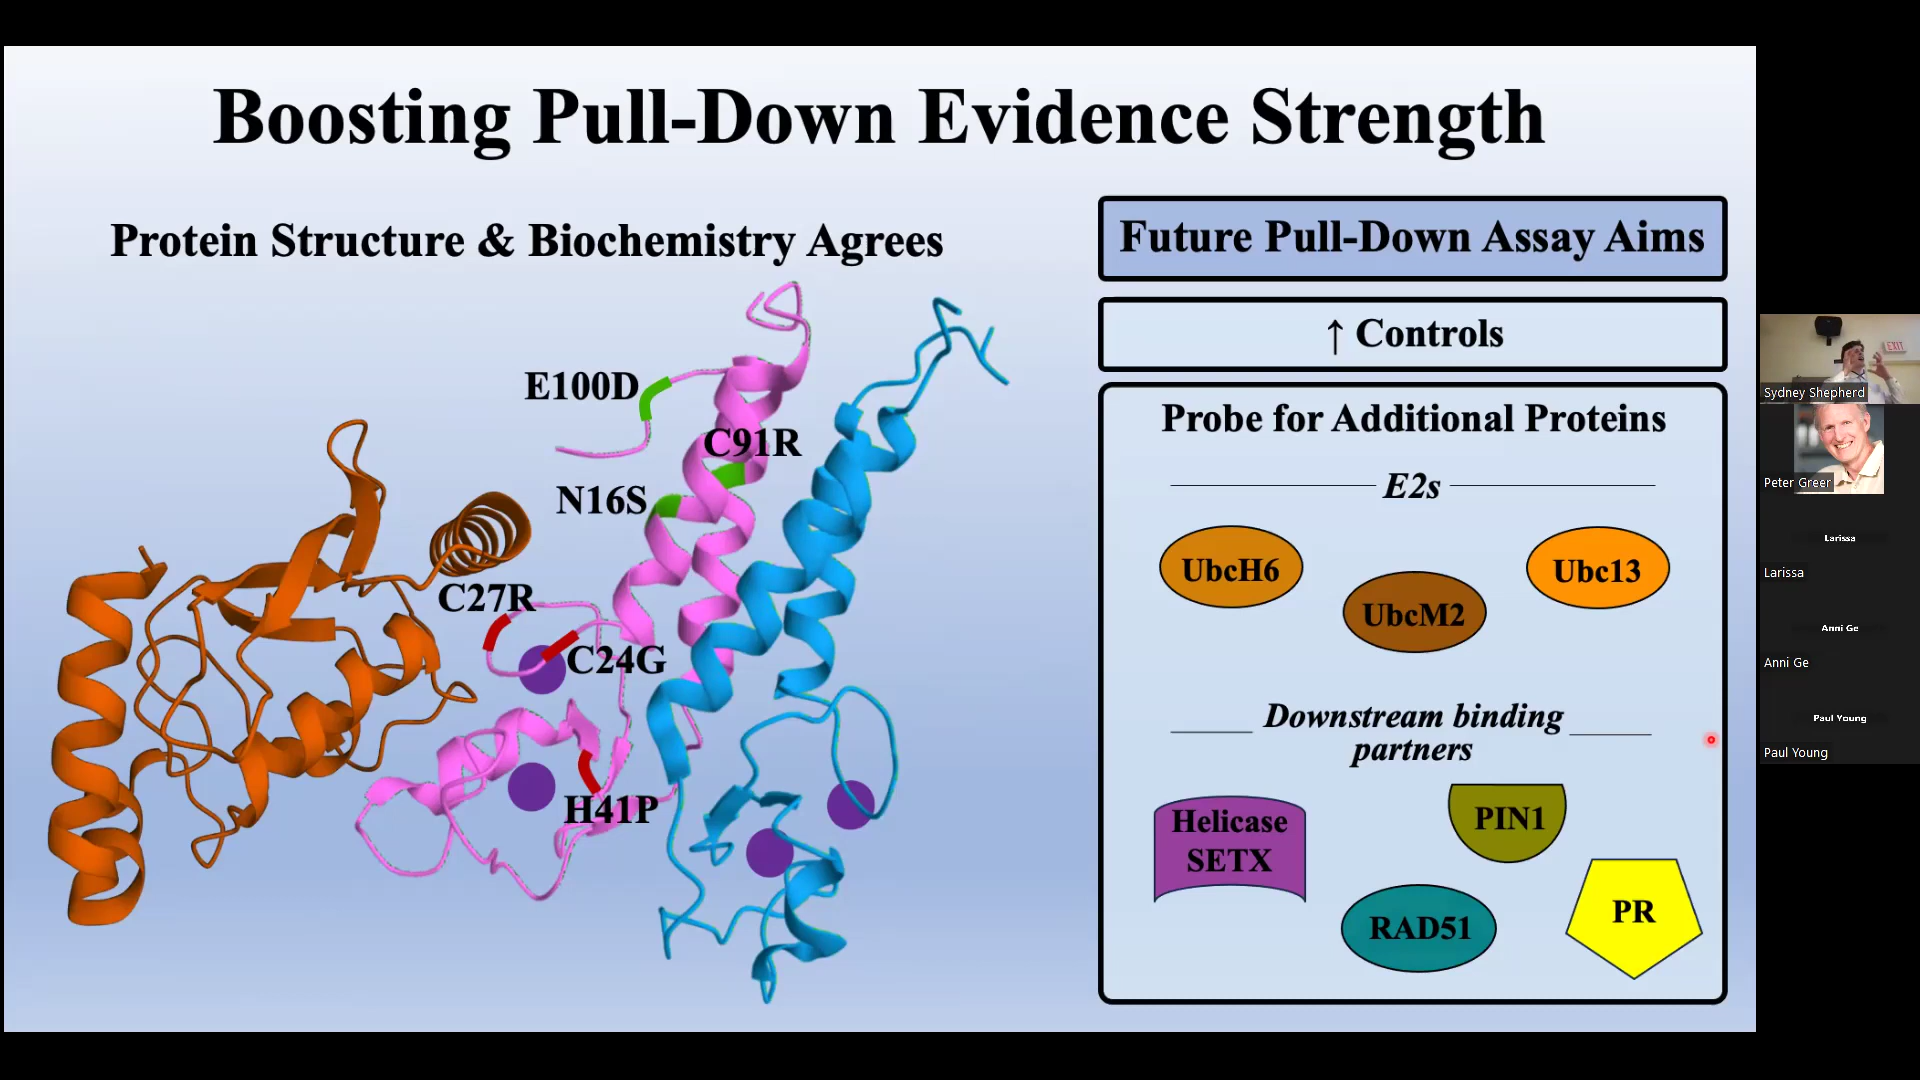 Boosting Pull-Down Evidence Strength
Protein Structure & Biochemistry Agrees
E100D
C91R
N16S
C27R
C24G
H41P
Future Pull-Down Assay Aims
↑ Controls
Probe for Additional Proteins
E2s
UbcH6
UbcM2
Ubc13
Downstream binding
partners
Helicase
SETX
PIN1
RAD51
PR
EXIT
Sydney Shepherd
Peter Greer
Larissa
Larissa
Anni Ge
Anni Ge
Paul Young
Paul Young